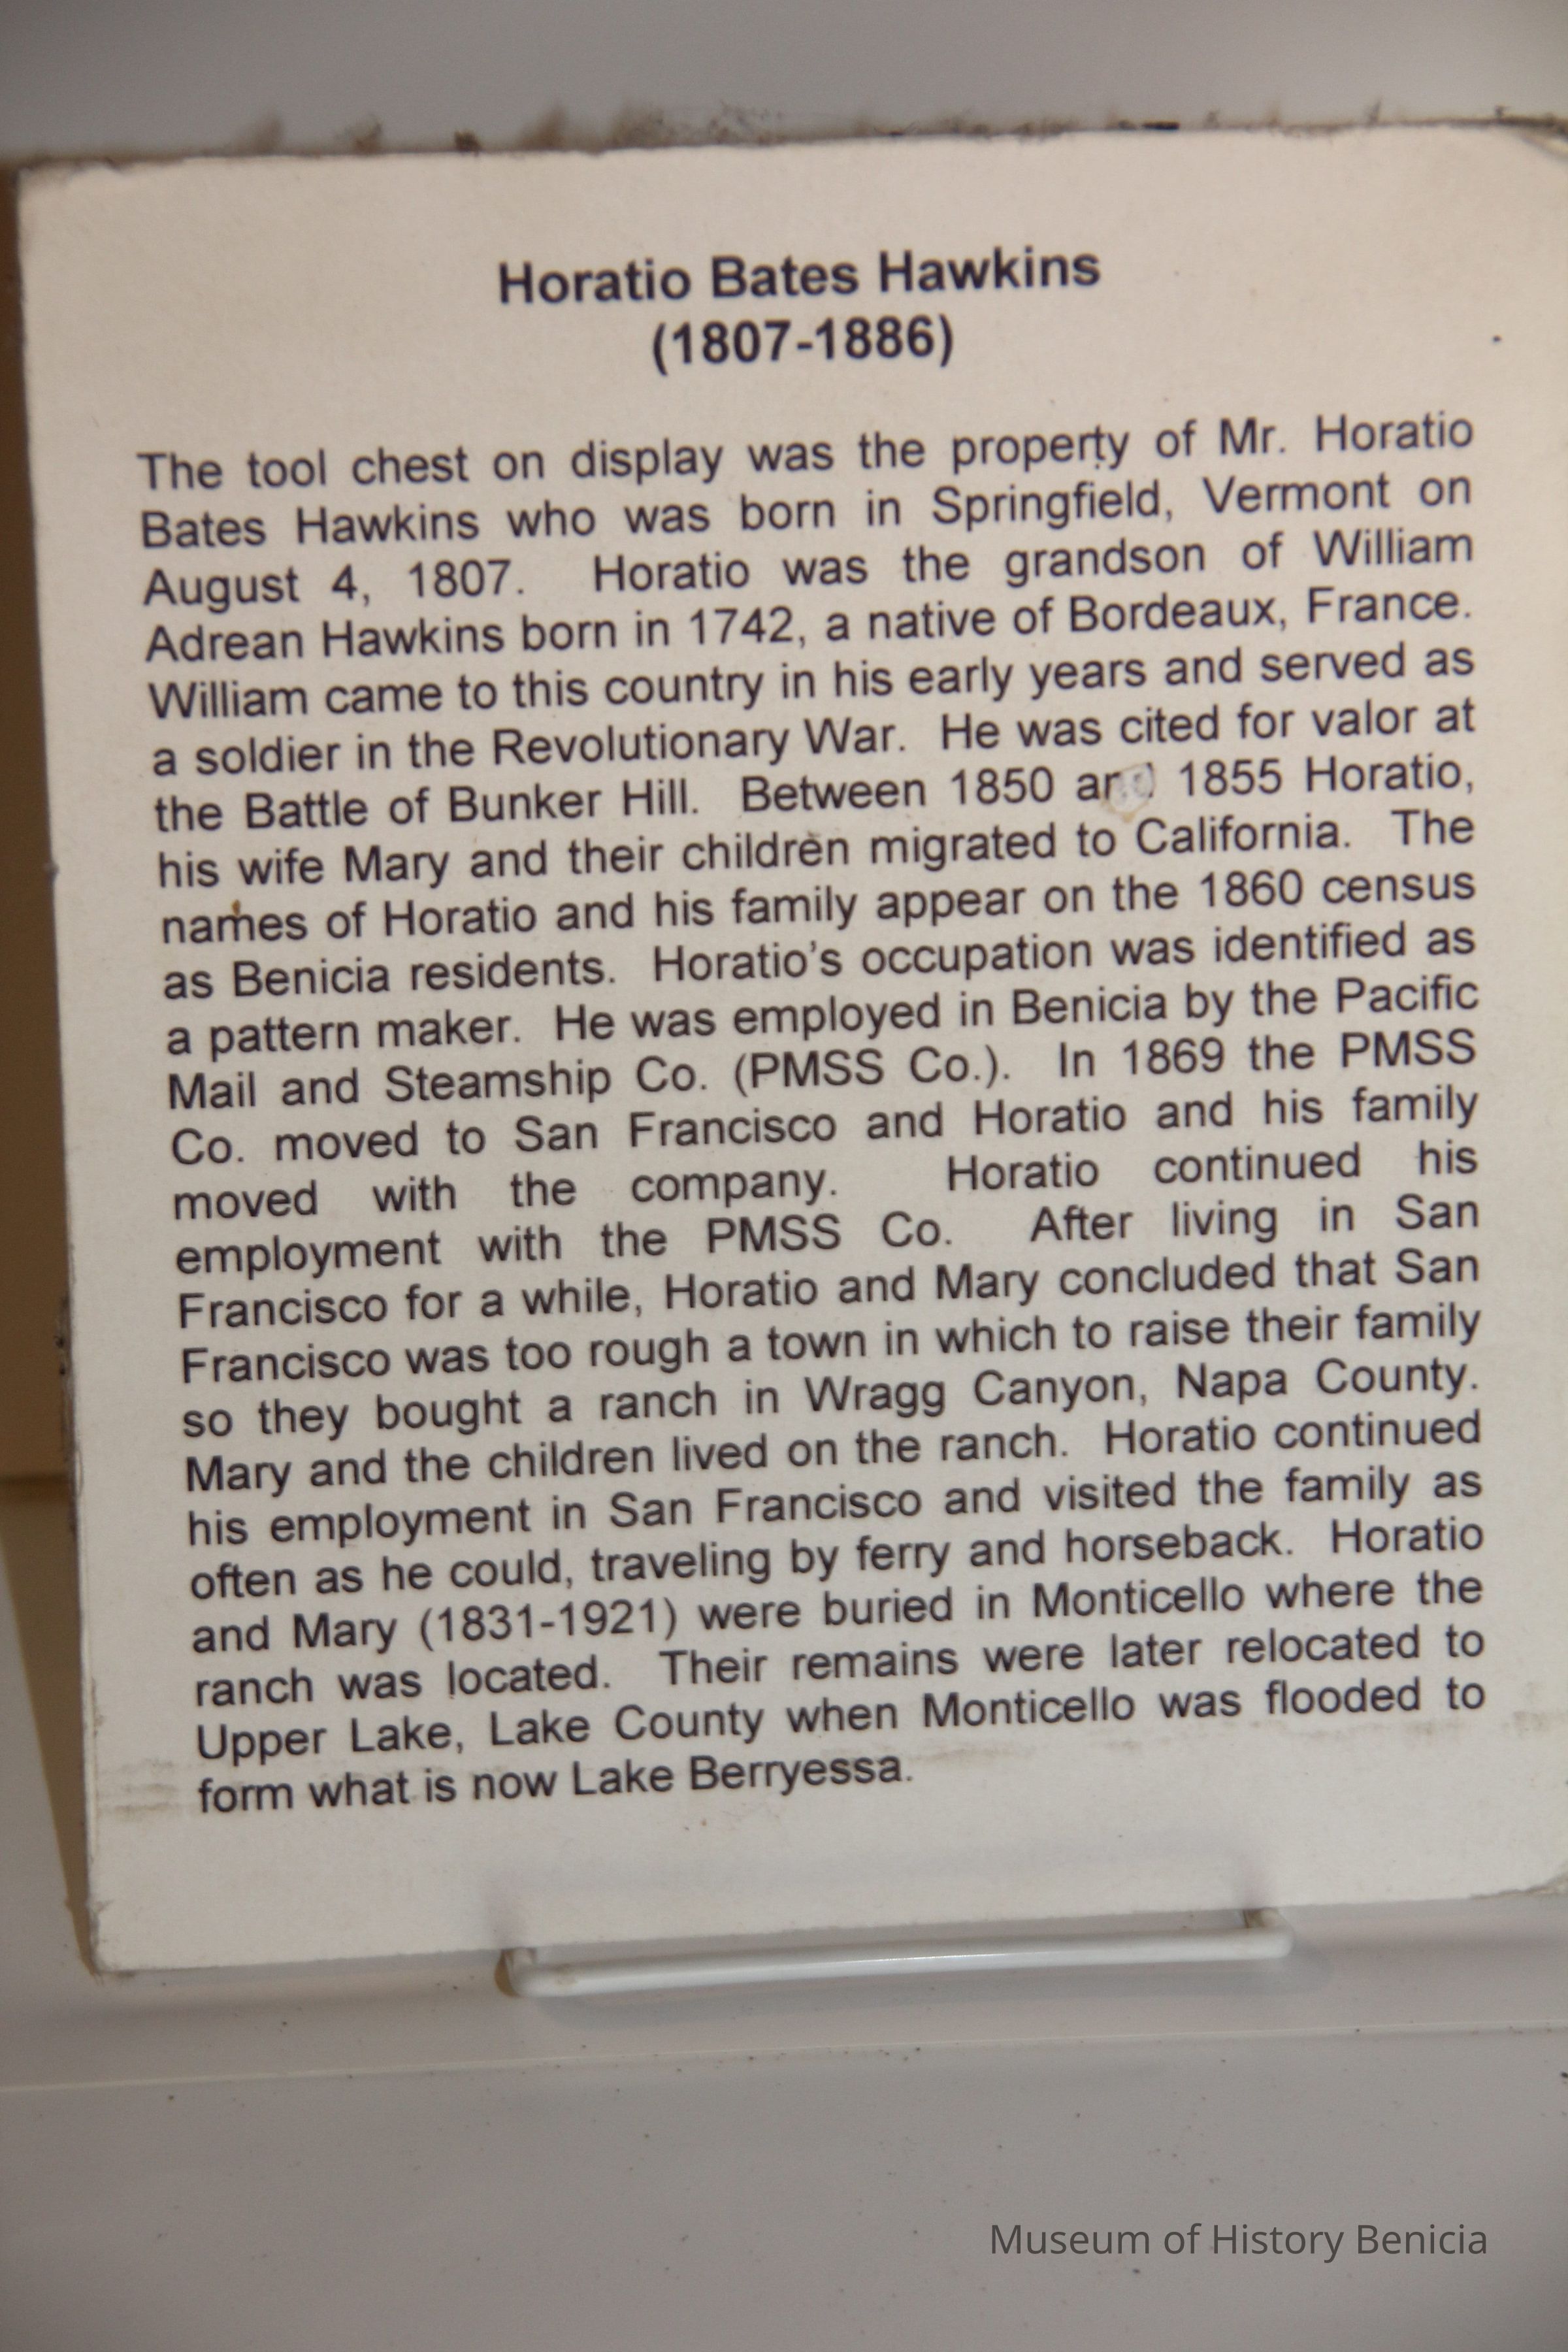 Horatio Bates Hawkins
(1807-1886)
The tool chest on display was the property of Mr. Horatio
Bates Hawkins who was born in Springfield, Vermont on
August 4, 1807. Horatio was the grandson of William
Adrean Hawkins born in 1742, a native of Bordeaux, France.
William came to this country in his early years and served as
a soldier in the Revolutionary War. He was cited for valor at
the Battle of Bunker Hill. Between 1850 and 1855 Horatio,
his wife Mary and their children migrated to California. The
names of Horatio and his family appear on the 1860 census
as Benicia residents. Horatio's occupation was identified as
a pattern maker. He was employed in Benicia by the Pacific
Mail and Steamship Co. (PMSS Co.). In 1869 the PMSS
Co. moved to San Francisco and Horatio and his family
moved with the company. Horatio continued his
employment with the PMSS Co. After living in San
Francisco for a while, Horatio and Mary concluded that San
Francisco was too rough a town in which to raise their family
so they bought a ranch in Wragg Canyon, Napa County.
Mary and the children lived on the ranch. Horatio continued
his employment in San Francisco and visited the family as
often as he could, traveling by ferry and horseback. Horatio
and Mary (1831-1921) were buried in Monticello where the
ranch was located. Their remains were later relocated to
Upper Lake, Lake County when Monticello was flooded to
form what is now Lake Berryessa.
Museum of History Benicia